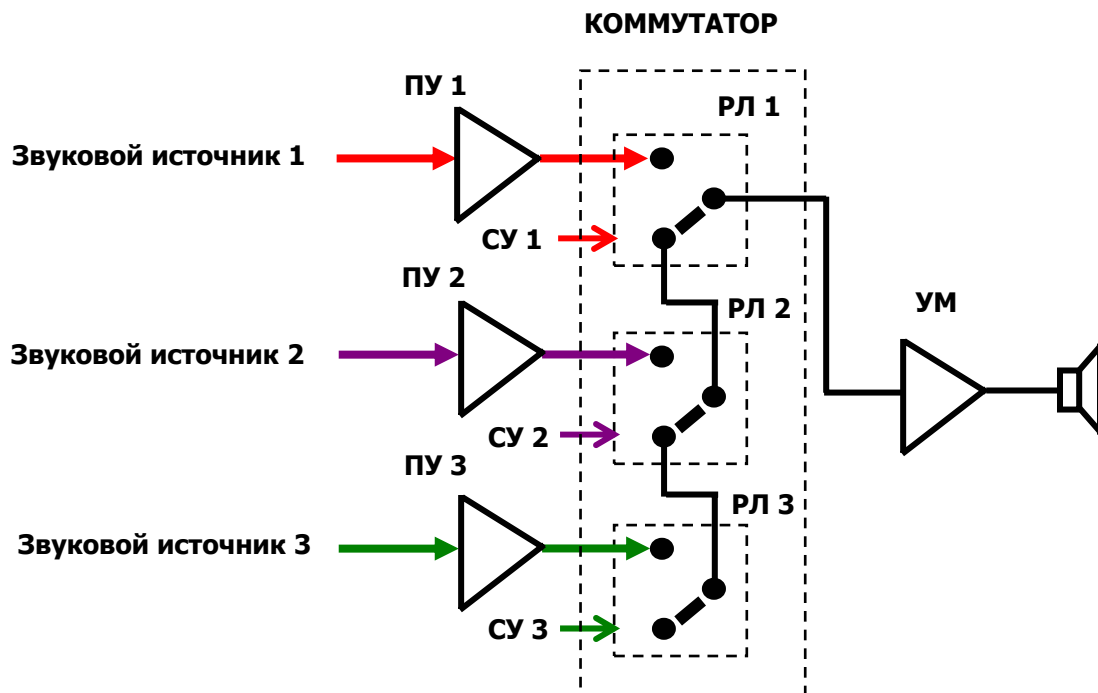 КОММУТАТОР
ПУ 1
РЛ 1
Звуковой источник 1
СУ 1
ПУ 2
РЛ 2
УМ
Звуковой источник 2
СУ 2
ПУ 3
РЛ 3
Звуковой источник 3
СУ 3